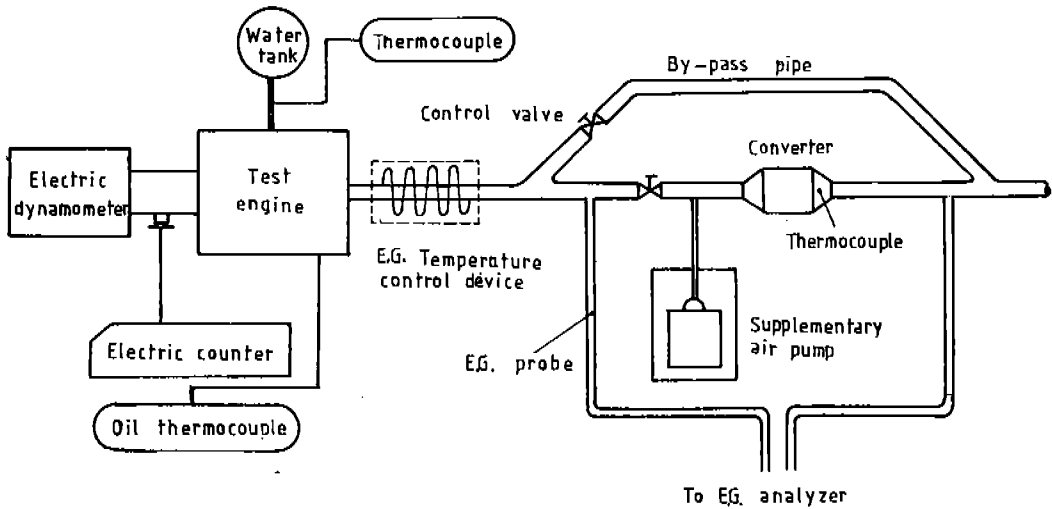 Water
tank
Thermocouple
By-pass pipe
Control valve
Converter
Electric
dynamometer
Test
engine
Thermocouple
E.G. Temperature
control dévice
Supplementary
air pump
Electric counter
E.G. probe
Oil thermocouple
To E.G. analyzer